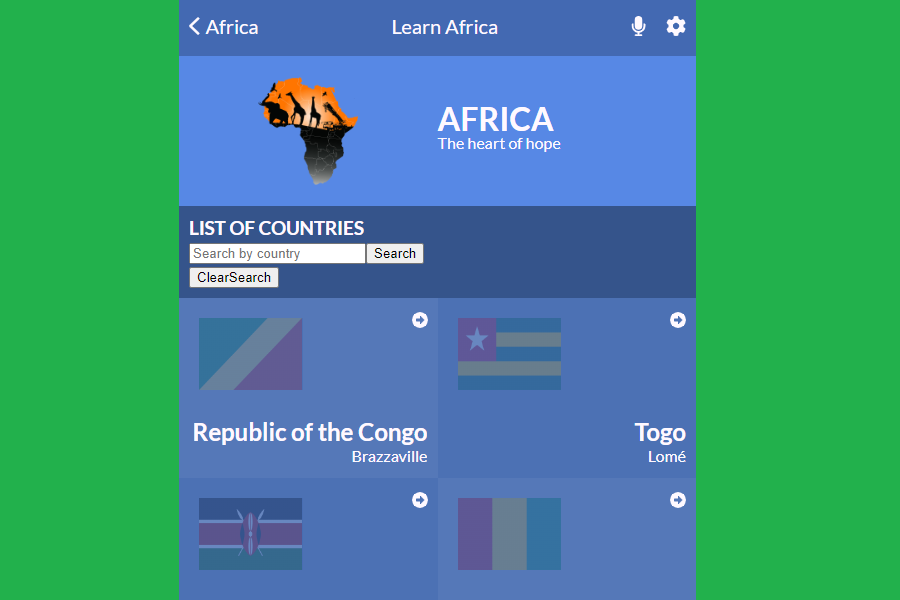 Africa
Learn Africa
AFRICA
The heart of hope
LIST OF COUNTRIES
Search by country
Search
ClearSearch
Republic of the Congo
Brazzaville
Togo
Lomé